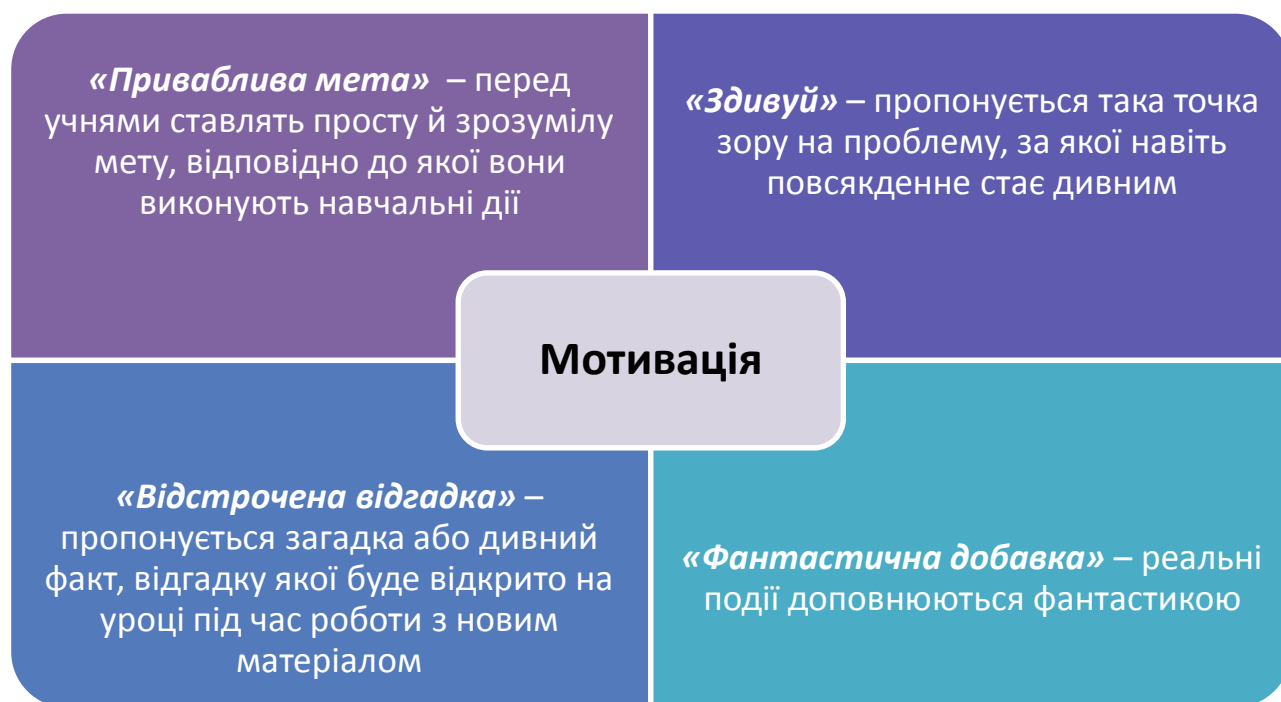 «Приваблива мета» – перед
учнями ставлять просту й зрозумілу
мету, відповідно до якої вони
виконують навчальні дії
«Здивуй» – пропонується така точка
зору на проблему, за якої навіть
повсякденне стає дивним
Мотивація
«Відстрочена відгадка» –
пропонується загадка або дивний
факт, відгадку якої буде відкрито на
уроці під час роботи з новим
матеріалом
«Фантастична добавка» – реальні
події доповнюються фантастикою